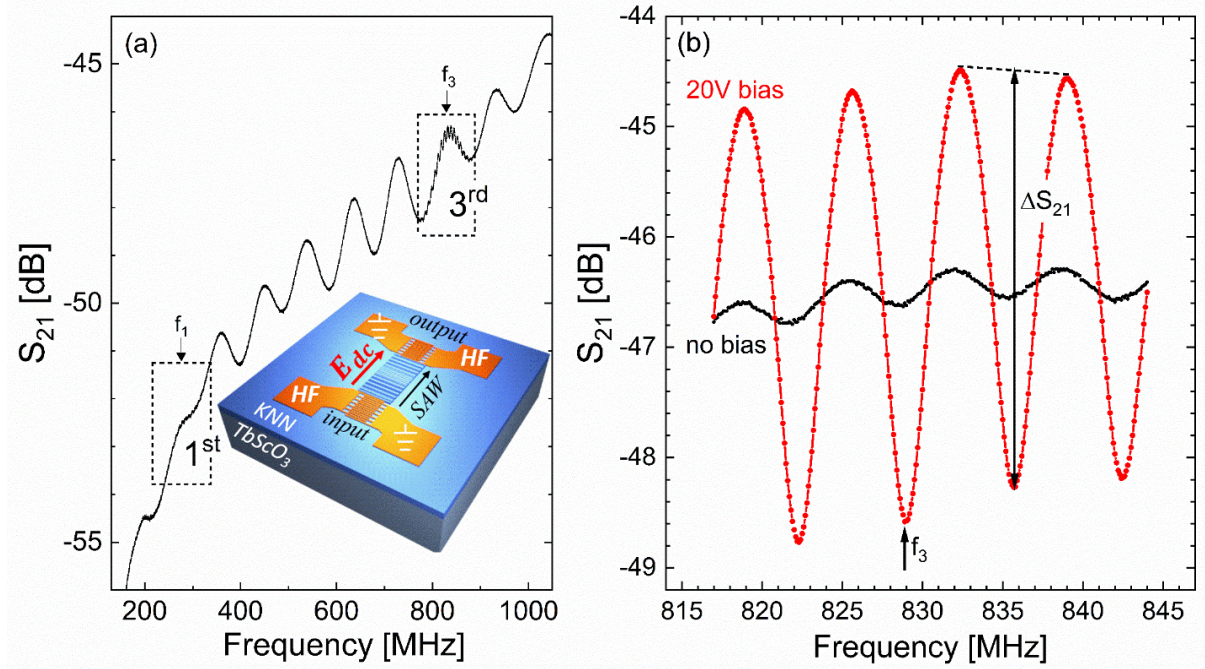 (a)
S21 [dB]
-45
-50
-55
f1
1st
f3
3rd
output
Edc
HF
SAW
HF
input
KNN
TbScO3
200 400 600 800 1000
Frequency [MHz]
(b)
S21 [dB]
-44
-45
-46
-47
-48
-49
20V bias
no bias
ΔS21
f3
815 820 825 830 835 840 845
Frequency [MHz]